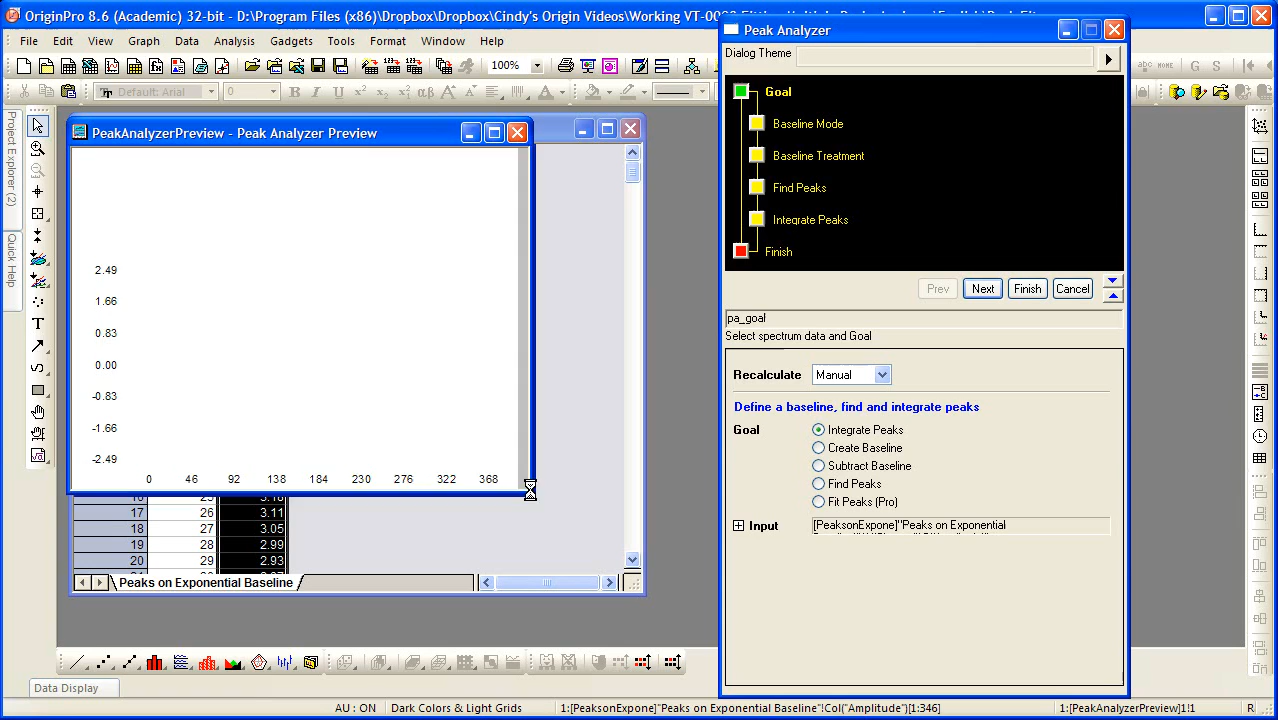 OriginPro 8.6 (Academic) 32-bit - D:\Program Files (x86)\Dropbox\Dropbox\Cindy's Origin Videos\Working VT-00
File Edit View Graph Data Analysis Gadgets Tools Format Window Help
100%
Default: Arial 0
B I U αβ A A
HOME
G S
Project Explorer (2)
Quick Help
PeakAnalyzerPreview - Peak Analyzer Preview
2.49
1.66
0.83
0.00
-0.83
-1.66
-2.49
0 46 92 138 184 230 276 322 368
17 26 3.11
18 27 3.05
19 28 2.99
20 29 2.93
Peaks on Exponential Baseline
Peak Analyzer
Dialog Theme
Goal
Baseline Mode
Baseline Treatment
Find Peaks
Integrate Peaks
Finish
Prev Next Finish Cancel
pa_goal
Select spectrum data and Goal
Recalculate Manual
Define a baseline, find and integrate peaks
Goal Integrate Peaks
Create Baseline
Subtract Baseline
Find Peaks
Fit Peaks (Pro)
Input [PeaksonExpone]"Peaks on Exponential
Data Display
AU : ON Dark Colors & Light Grids 1:[PeaksonExpone]"Peaks on Exponential Baseline"!Col("Amplitude")[1:346] 1:[PeakAnalyzerPreview]1!1 R